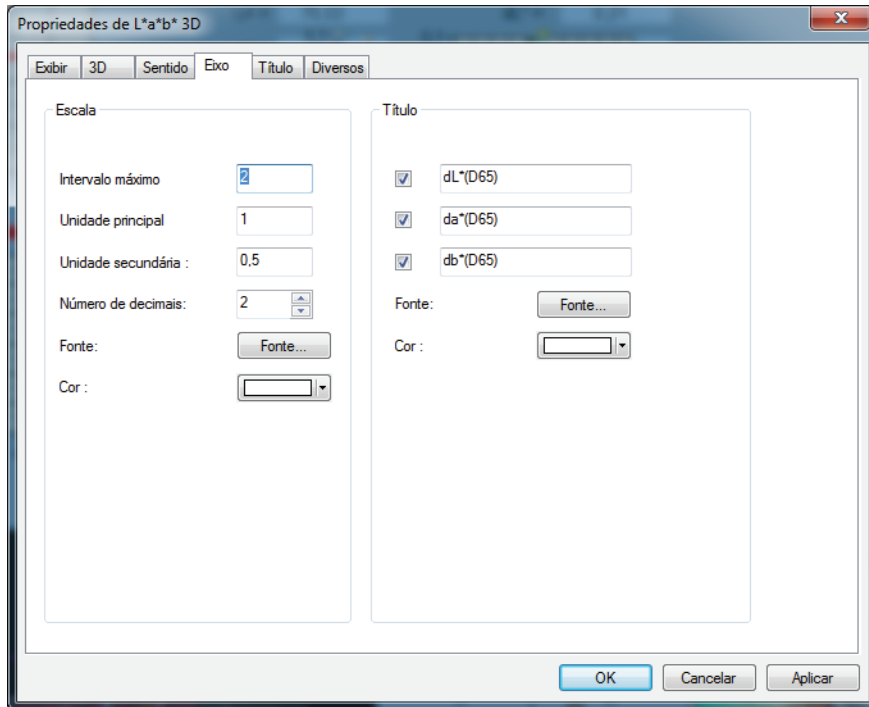 Propriedades de L*a*b* 3D
Exibir 3D Sentido Eixo Título Diversos
Escala
Intervalo máximo 2
Unidade principal 1
Unidade secundária : 0,5
Número de decimais: 2
Fonte: Fonte...
Cor :
Título
dL*(D65)
da*(D65)
db*(D65)
Fonte: Fonte...
Cor :
OK Cancelar Aplicar